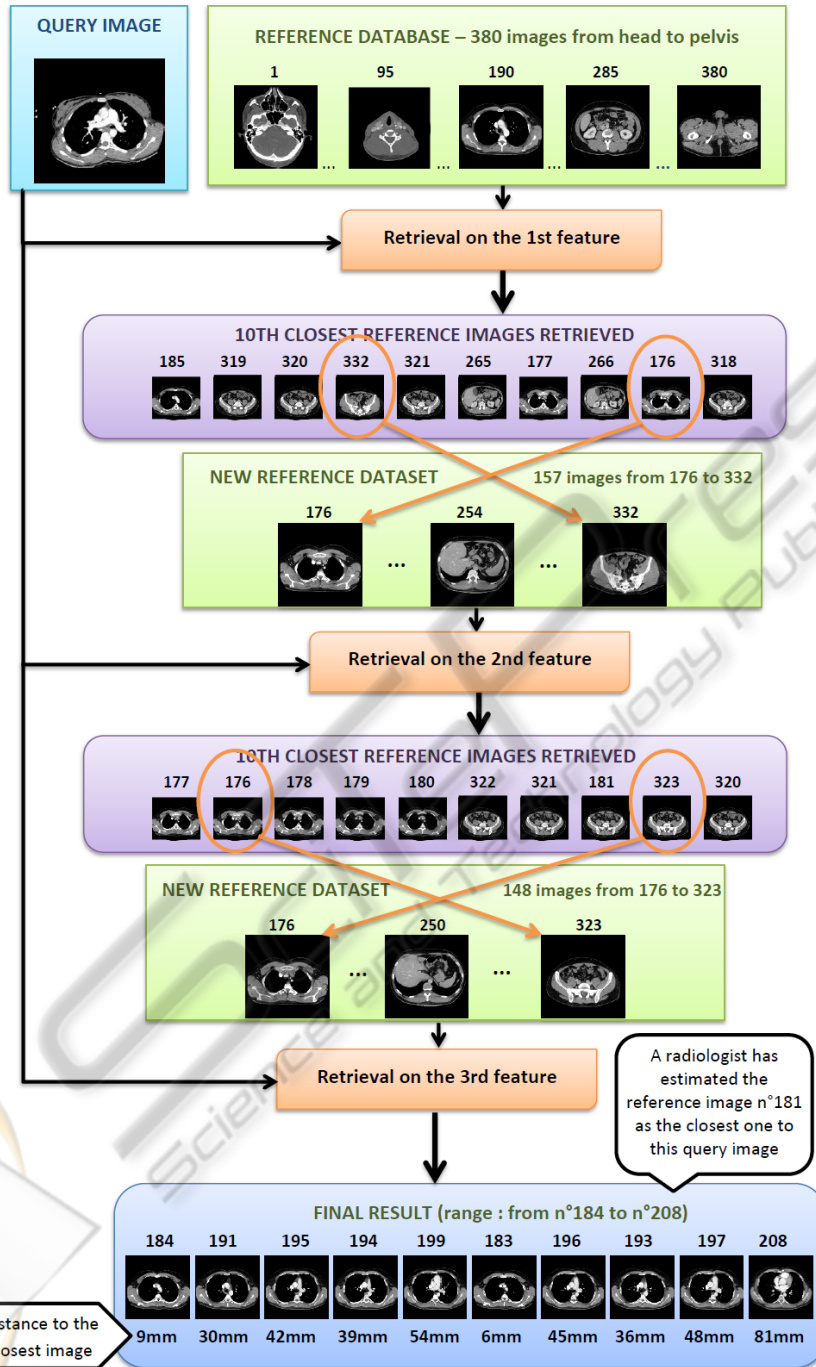 QUERY IMAGE
REFERENCE DATABASE – 380 images from head to pelvis
1 95 190 285 380
... ... ... ...
Retrieval on the 1st feature
10TH CLOSEST REFERENCE IMAGES RETRIEVED
185 319 320 332 321 265 177 266 176 318
NEW REFERENCE DATASET 157 images from 176 to 332
176 254 332
... ...
Retrieval on the 2nd feature
10TH CLOSEST REFERENCE IMAGES RETRIEVED
177 176 178 179 180 322 321 181 323 320
NEW REFERENCE DATASET 148 images from 176 to 323
176 250 323
... ...
Retrieval on the 3rd feature
A radiologist has
estimated the
reference image n°181
as the closest one to
this query image
FINAL RESULT (range : from n°184 to n°208)
184 191 195 194 199 183 196 193 197 208
stance to the
osest image
9mm 30mm 42mm 39mm 54mm 6mm 45mm 36mm 48mm 81mm
SciTePres
Science and Technology Publ